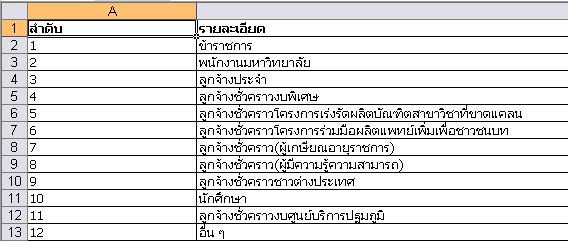 A
1 ลำดับ รายละเอียด
2 1 ข้าราชการ
3 2 พนักงานมหาวิทยาลัย
4 3 ลูกจ้างประจำ
5 4 ลูกจ้างชั่วคราวงบพิเศษ
6 5 ลูกจ้างชั่วคราวโครงการเร่งรัดผลิตบัณฑิตสาขาวิชาที่ขาดแคลน
7 6 ลูกจ้างชั่วคราวโครงการร่วมมือผลิตแพทย์เพิ่มเพื่อชาวชนบท
8 7 ลูกจ้างชั่วคราว(ผู้เกษียณอายุราชการ)
9 8 ลูกจ้างชั่วคราว(ผู้มีความรู้ความสามารถ)
10 9 ลูกจ้างชั่วคราวชาวต่างประเทศ
11 10 นักศึกษา
12 11 ลูกจ้างชั่วคราวงบศูนย์บริการปฐมภูมิ
13 12 อื่น ๆ